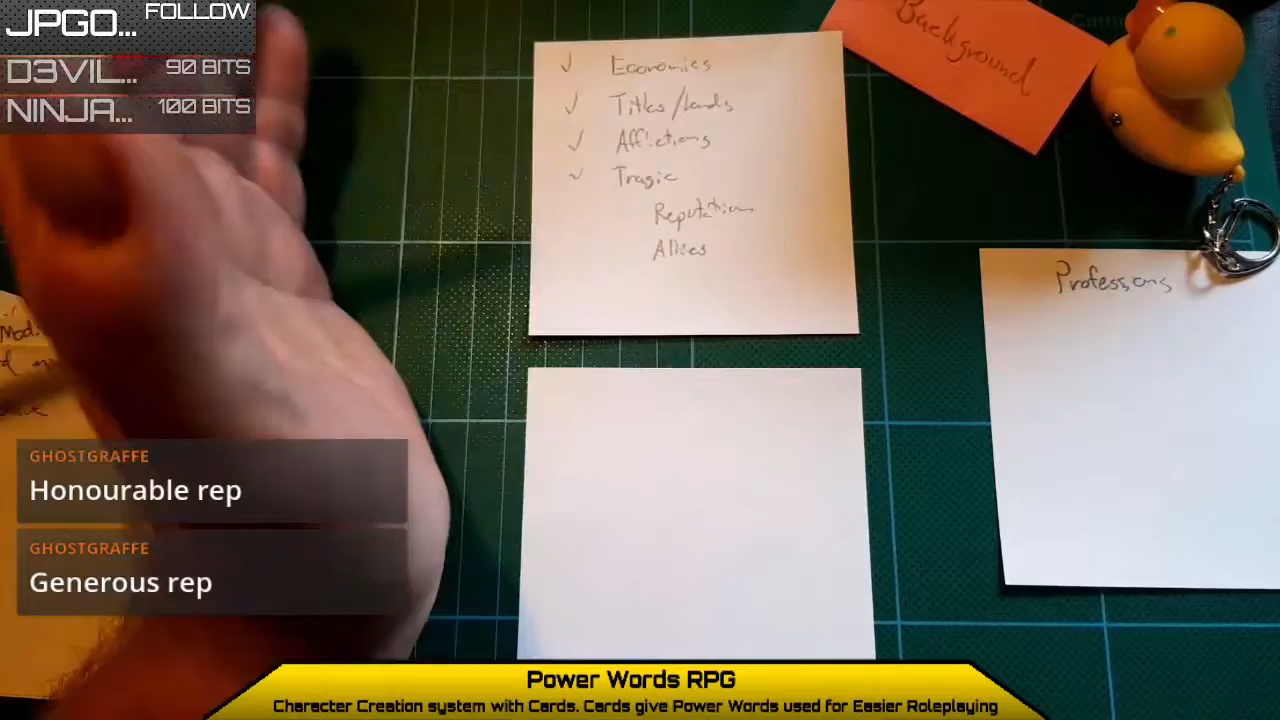 JPGO... FOLLOW
D3VIL... 90 BITS
NINJA... 100 BITS
✓ Economics
✓ Titles/lands
✓ Afflictions
✓ Tragic
Reputation
Allies
Background
Professions
Mod.
GHOSTGRAFFE
Honourable rep
GHOSTGRAFFE
Generous rep
Power Words RPG
Character Creation system with Cards. Cards give Power Words used for Easier Roleplaying